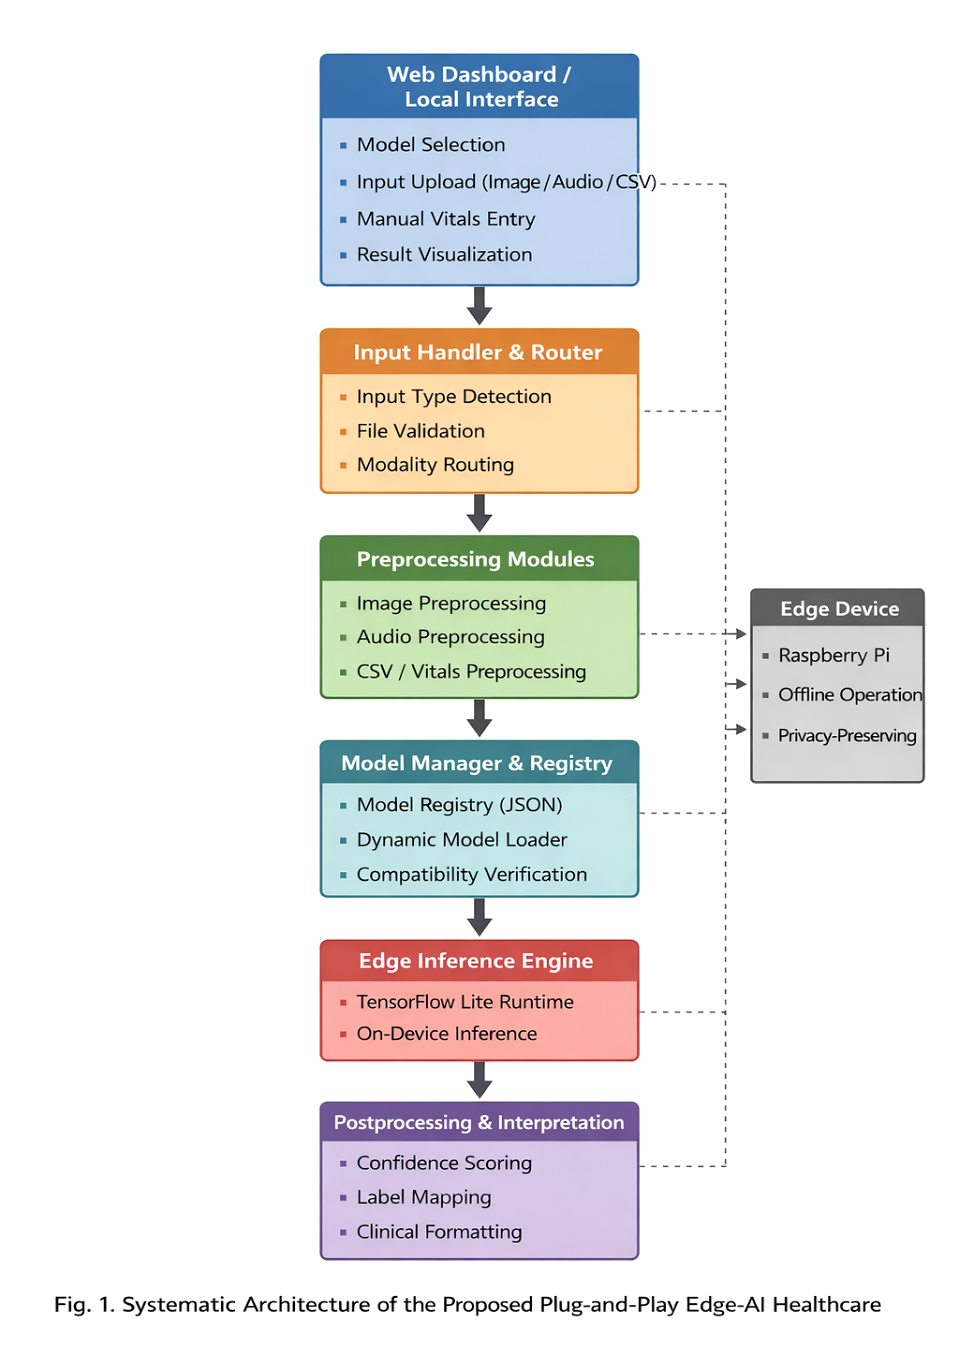 Web Dashboard /
Local Interface
Model Selection
Input Upload (Image/Audio/CSV)
Manual Vitals Entry
Result Visualization
Input Handler & Router
Input Type Detection
File Validation
Modality Routing
Preprocessing Modules
Image Preprocessing
Audio Preprocessing
CSV / Vitals Preprocessing
Edge Device
Raspberry Pi
Offline Operation
Privacy-Preserving
Model Manager & Registry
Model Registry (JSON)
Dynamic Model Loader
Compatibility Verification
Edge Inference Engine
TensorFlow Lite Runtime
On-Device Inference
Postprocessing & Interpretation
Confidence Scoring
Label Mapping
Clinical Formatting
Fig. 1. Systematic Architecture of the Proposed Plug-and-Play Edge-AI Healthcare